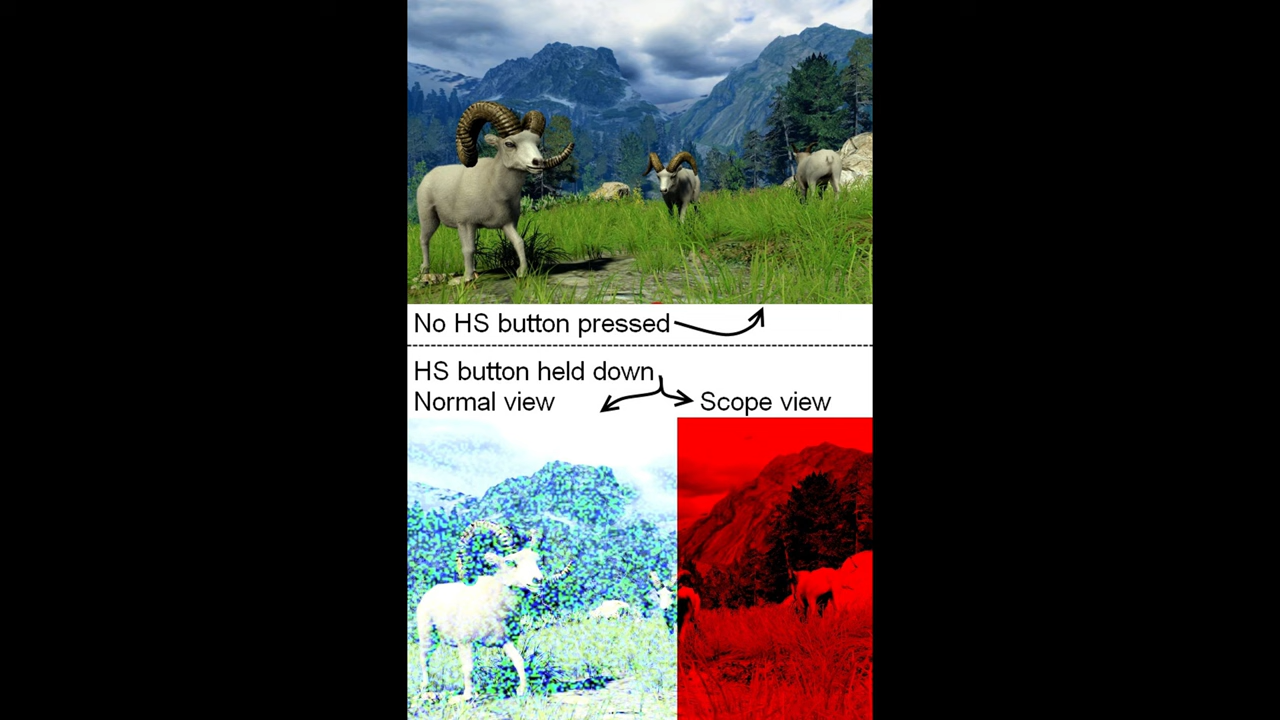 No HS button pressed
HS button held down
Normal view
Scope view